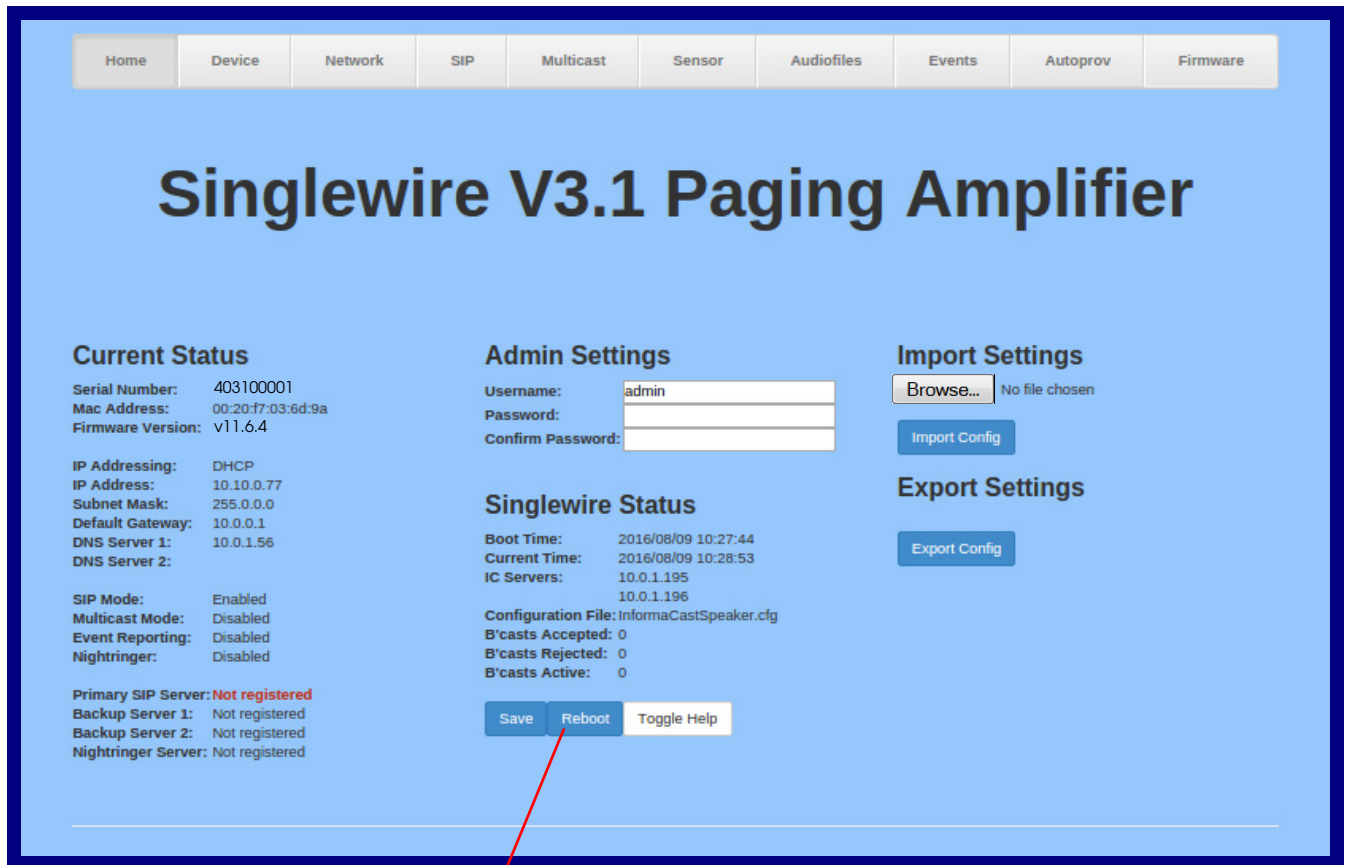 Home Device Network SIP Multicast Sensor Audiofiles Events Autoprov Firmware
Singlewire V3.1 Paging Amplifier
Current Status
Serial Number: 403100001
Mac Address: 00:20:f7:03:6d:9a
Firmware Version: v11.6.4
IP Addressing: DHCP
IP Address: 10.10.0.77
Subnet Mask: 255.0.0.0
Default Gateway: 10.0.0.1
DNS Server 1: 10.0.1.56
DNS Server 2:
SIP Mode: Enabled
Multicast Mode: Disabled
Event Reporting: Disabled
Nightringer: Disabled
Primary SIP Server: Not registered
Backup Server 1: Not registered
Backup Server 2: Not registered
Nightringer Server: Not registered
Admin Settings
Username: admin
Password:
Confirm Password:
Singlewire Status
Boot Time: 2016/08/09 10:27:44
Current Time: 2016/08/09 10:28:53
IC Servers: 10.0.1.195
10.0.1.196
Configuration File: InformaCastSpeaker.cfg
B'casts Accepted: 0
B'casts Rejected: 0
B'casts Active: 0
Save Reboot Toggle Help
Import Settings
Browse... No file chosen
Import Config
Export Settings
Export Config